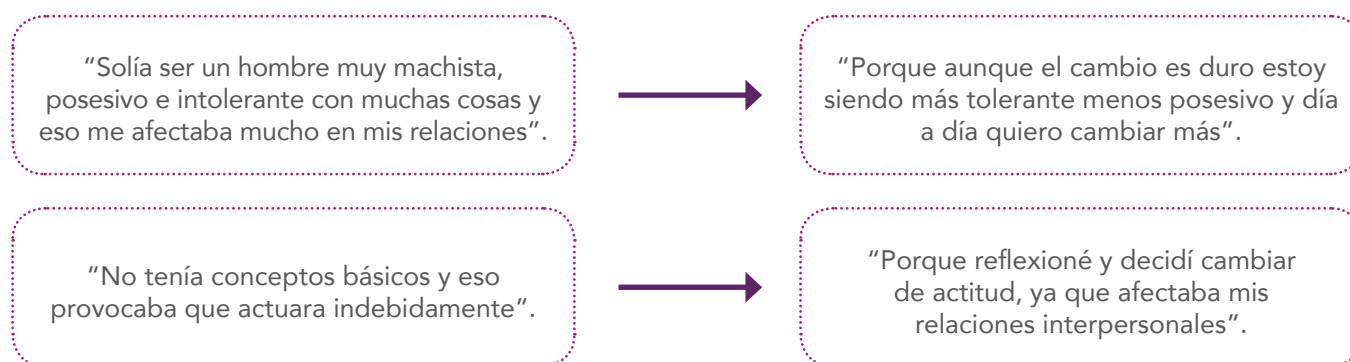 “Solía ser un hombre muy machista,
posesivo e intolerante con muchas cosas y
eso me afectaba mucho en mis relaciones”.
“Porque aunque el cambio es duro estoy
siendo más tolerante menos posesivo y día
a día quiero cambiar más”.
“No tenía conceptos básicos y eso
provocaba que actuara indebidamente”.
“Porque reflexioné y decidí cambiar
de actitud, ya que afectaba mis
relaciones interpersonales”.